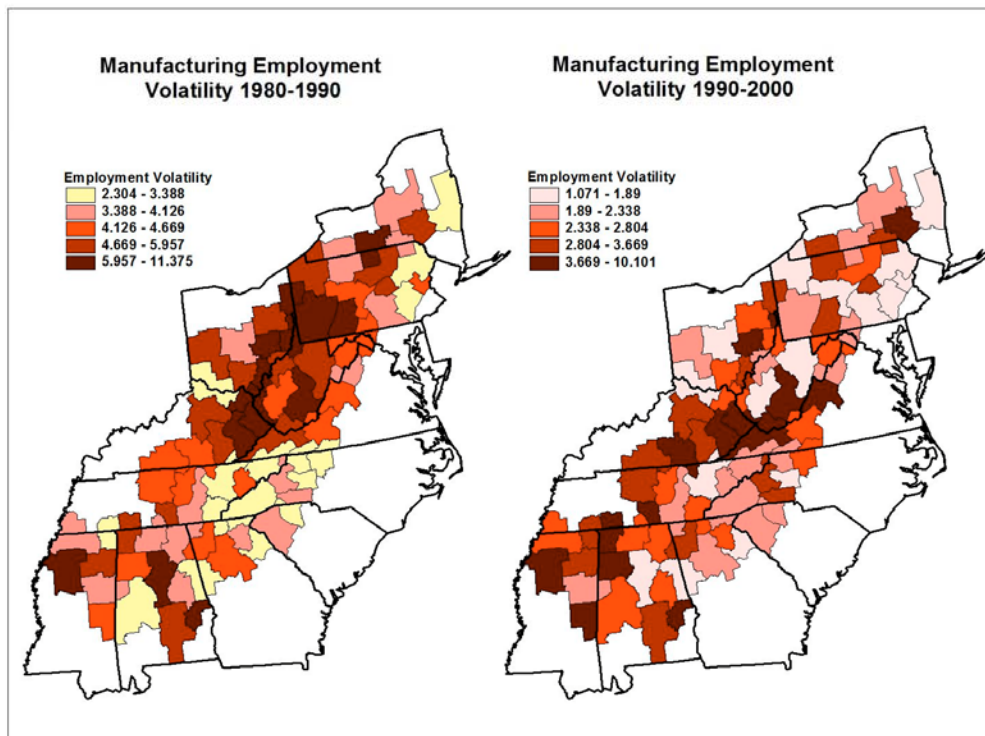 Manufacturing Employment
Volatility 1980-1990
Employment Volatility
2.304 - 3.388
3.388 - 4.126
4.126 - 4.669
4.669 - 5.957
5.957 - 11.375
Manufacturing Employment
Volatility 1990-2000
Employment Volatility
1.071 - 1.89
1.89 - 2.338
2.338 - 2.804
2.804 - 3.669
3.669 - 10.101